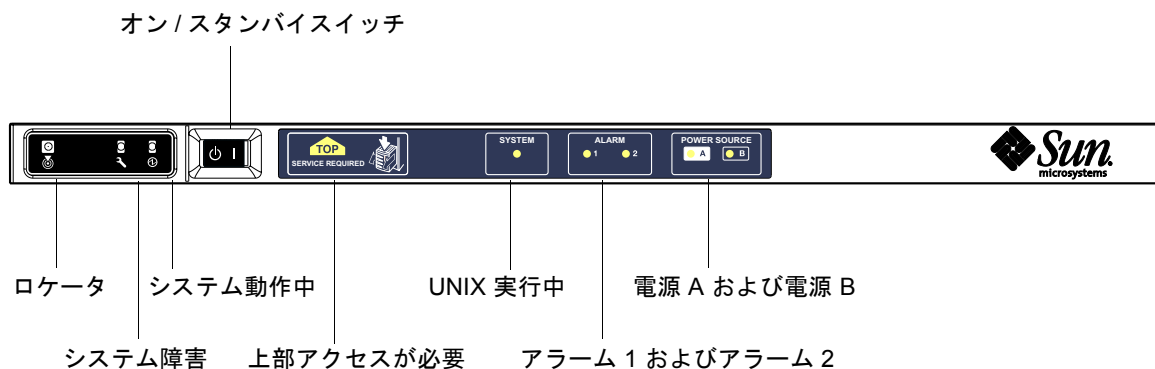 オン / スタンバイスイッチ
TOP
SERVICE REQUIRED
SYSTEM
ALARM
1 2
POWER SOURCE
A B
Sun.
microsystems
ロケータ システム動作中 UNIX 実行中 電源 A および電源 B
システム障害 上部アクセスが必要 アラーム 1 およびアラーム 2